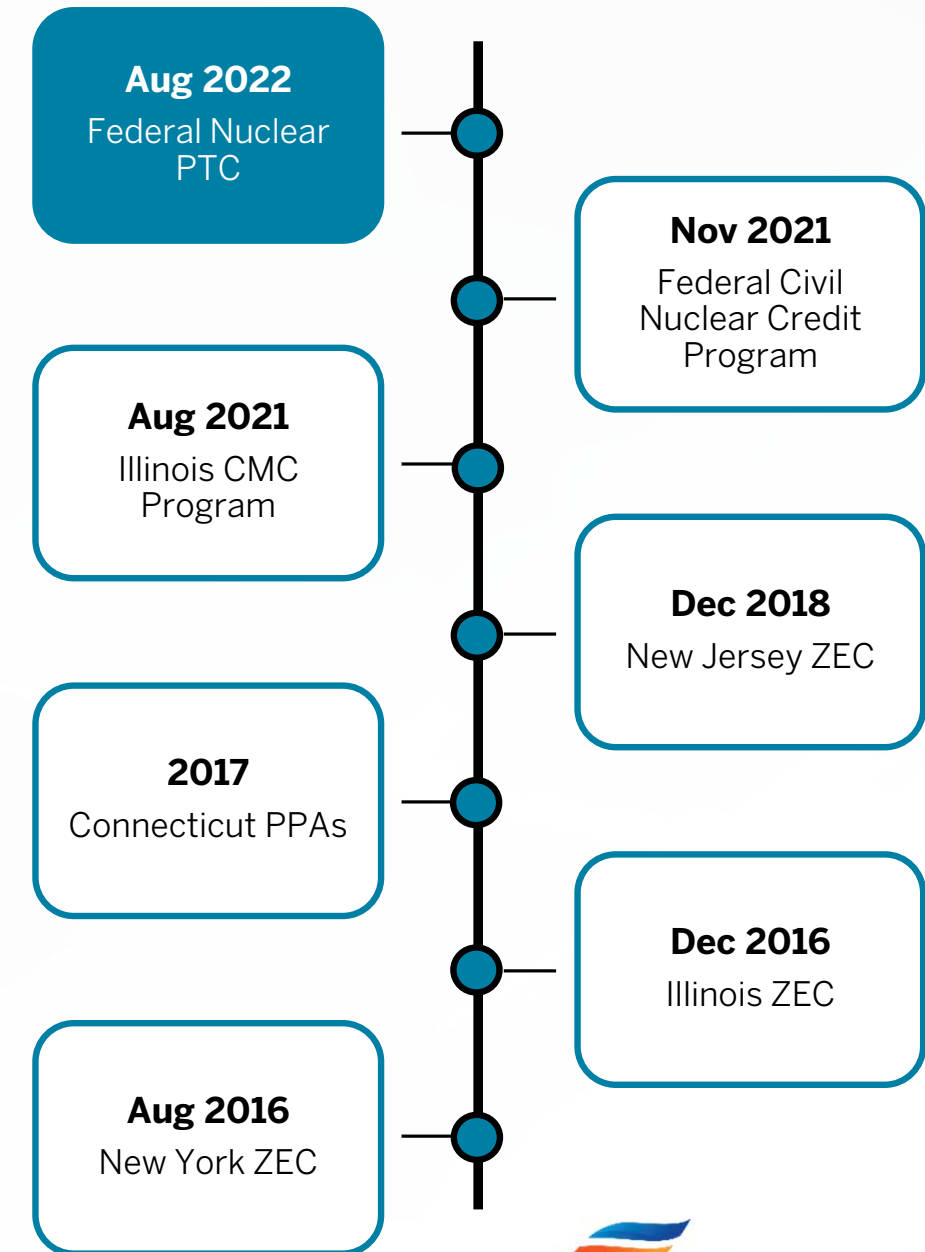 Aug 2022
Federal Nuclear
PTC
Nov 2021
Federal Civil
Nuclear Credit
Program
Aug 2021
Illinois CMC
Program
Dec 2018
New Jersey ZEC
2017
Connecticut PPAs
Dec 2016
Illinois ZEC
Aug 2016
New York ZEC